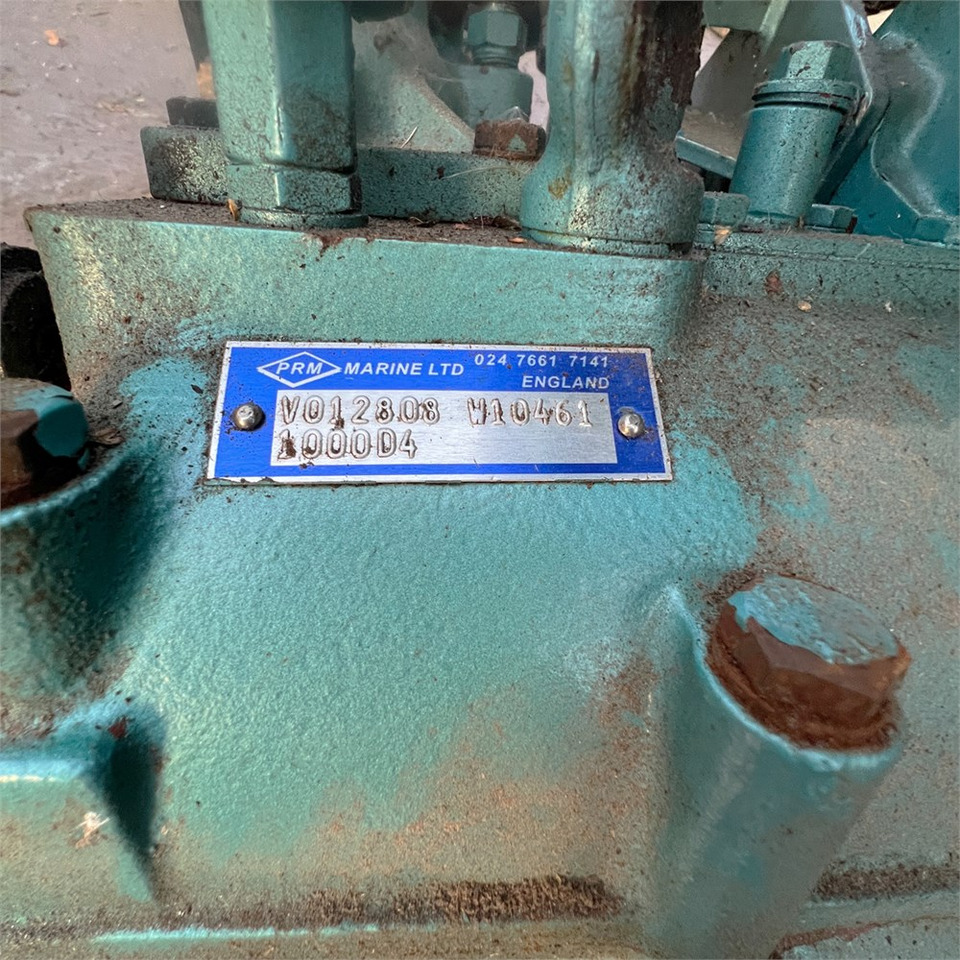 PRM MARINE LTD 024 7661 7141
ENGLAND
V012808 W10461
1000D4